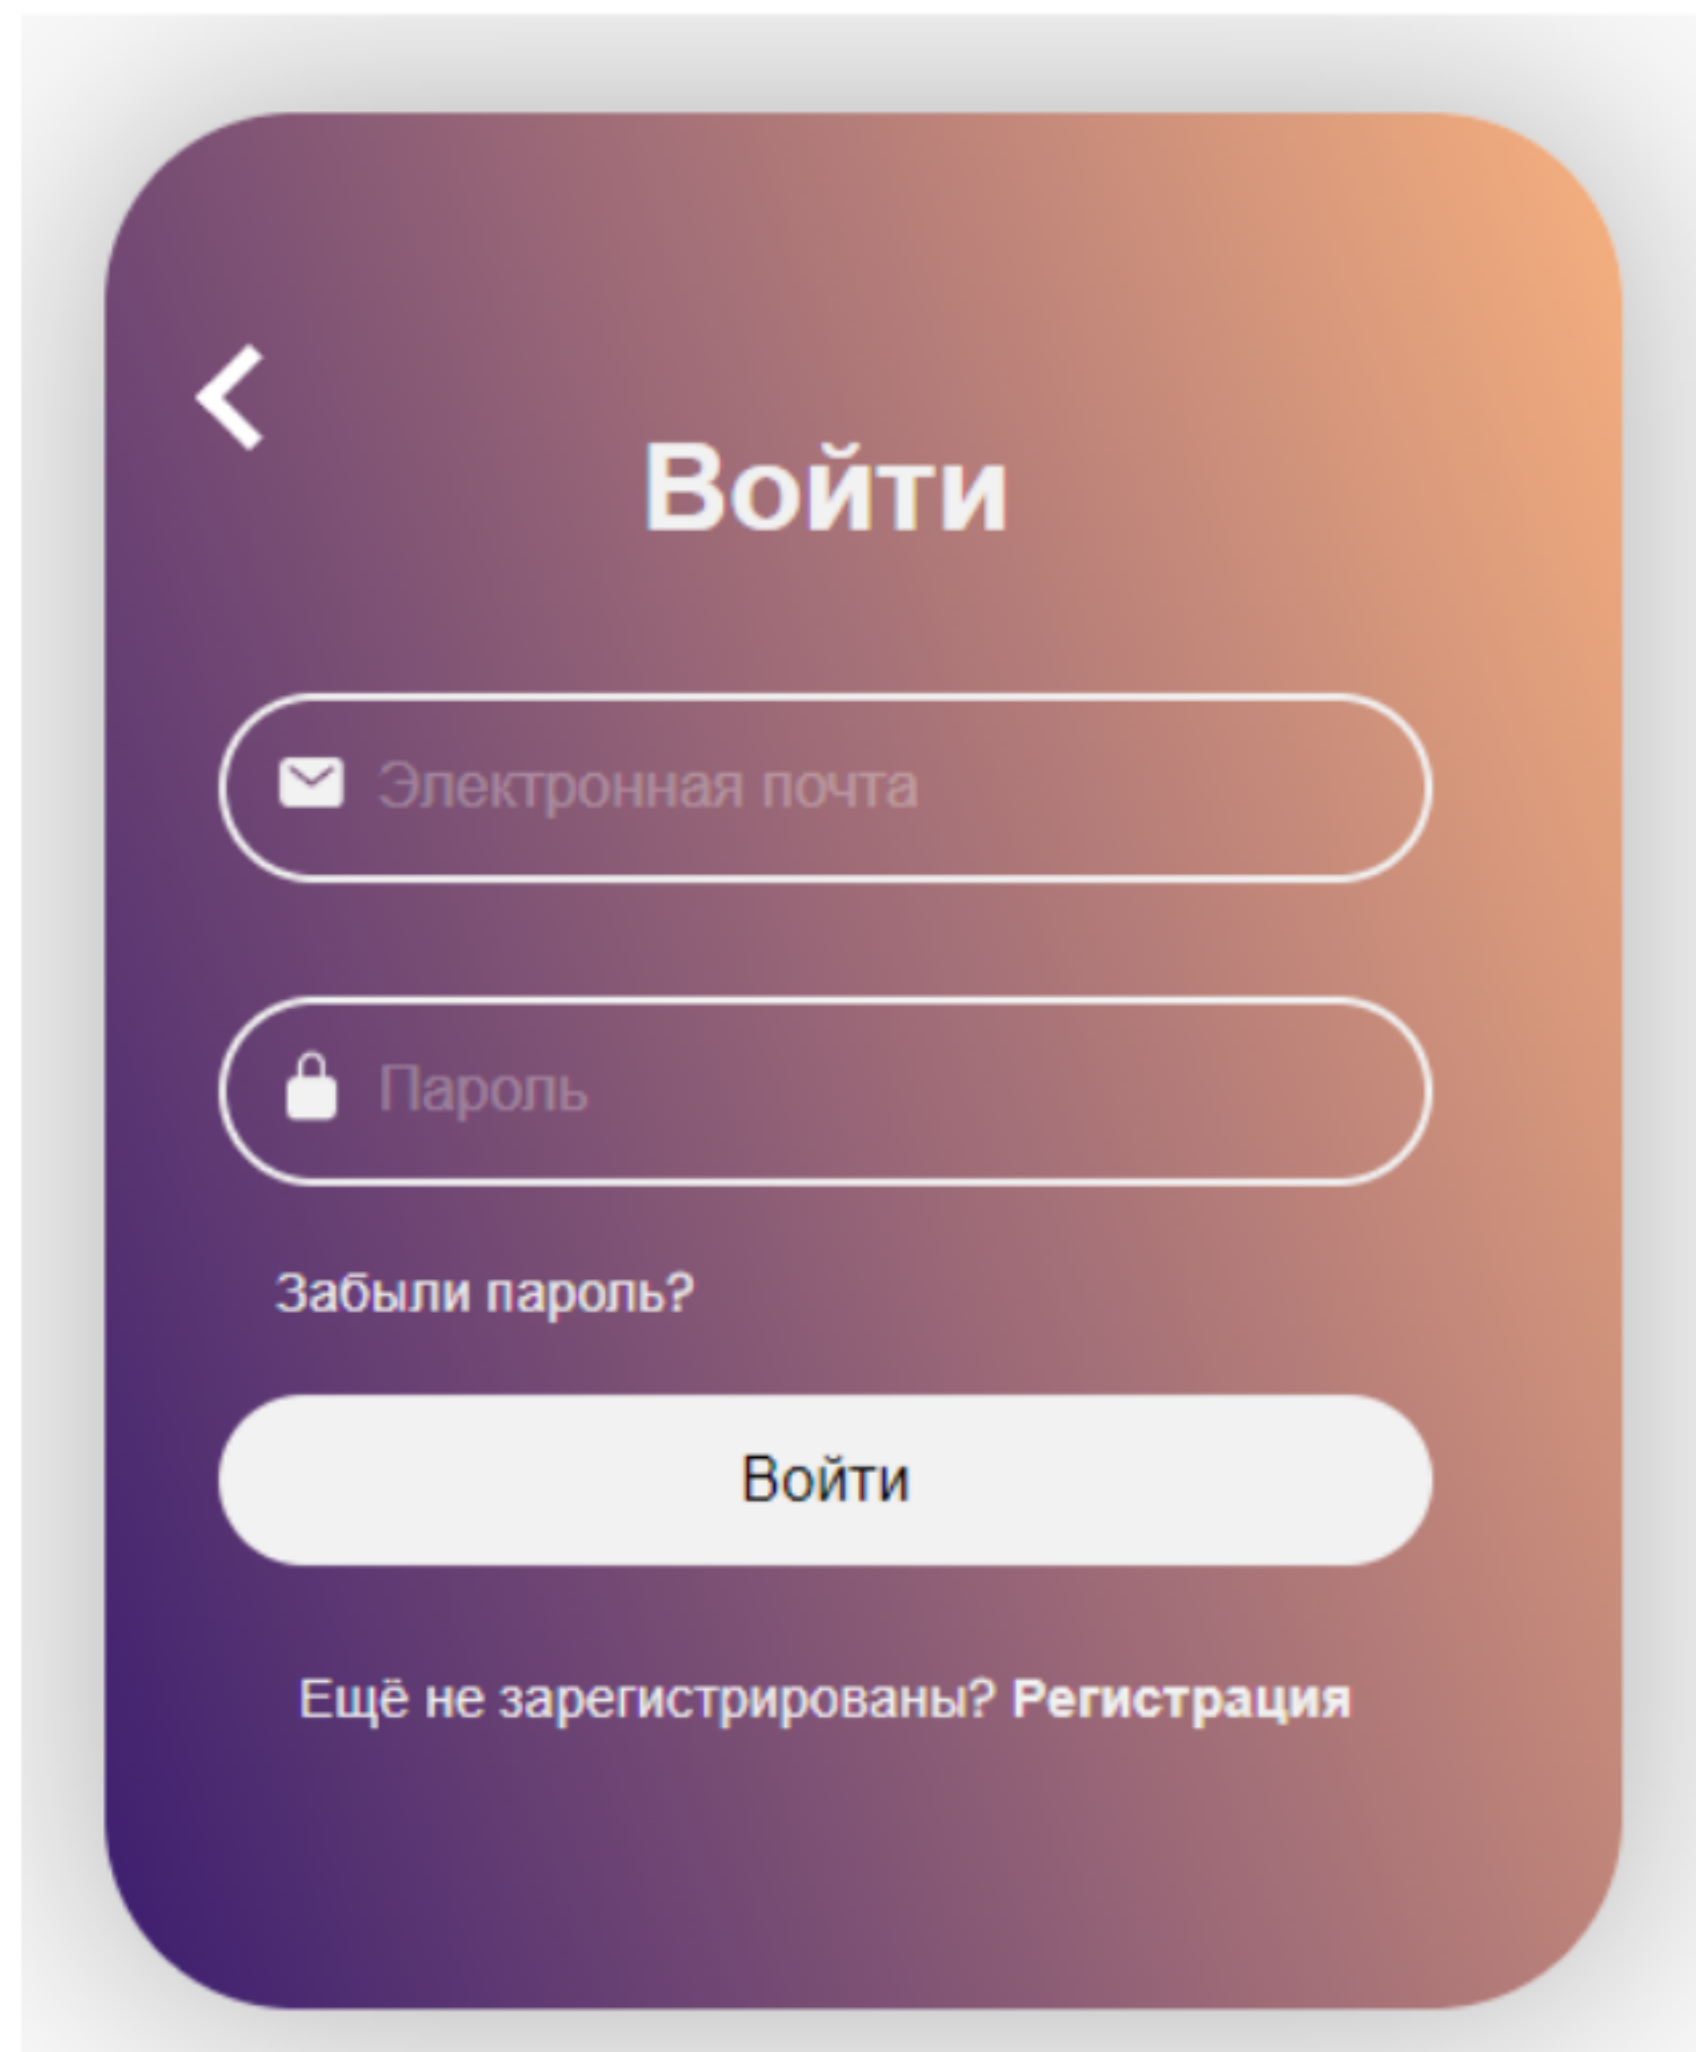 Войти
Электронная почта
Пароль
Забыли пароль?
Войти
Ещё не зарегистрированы? Регистрация